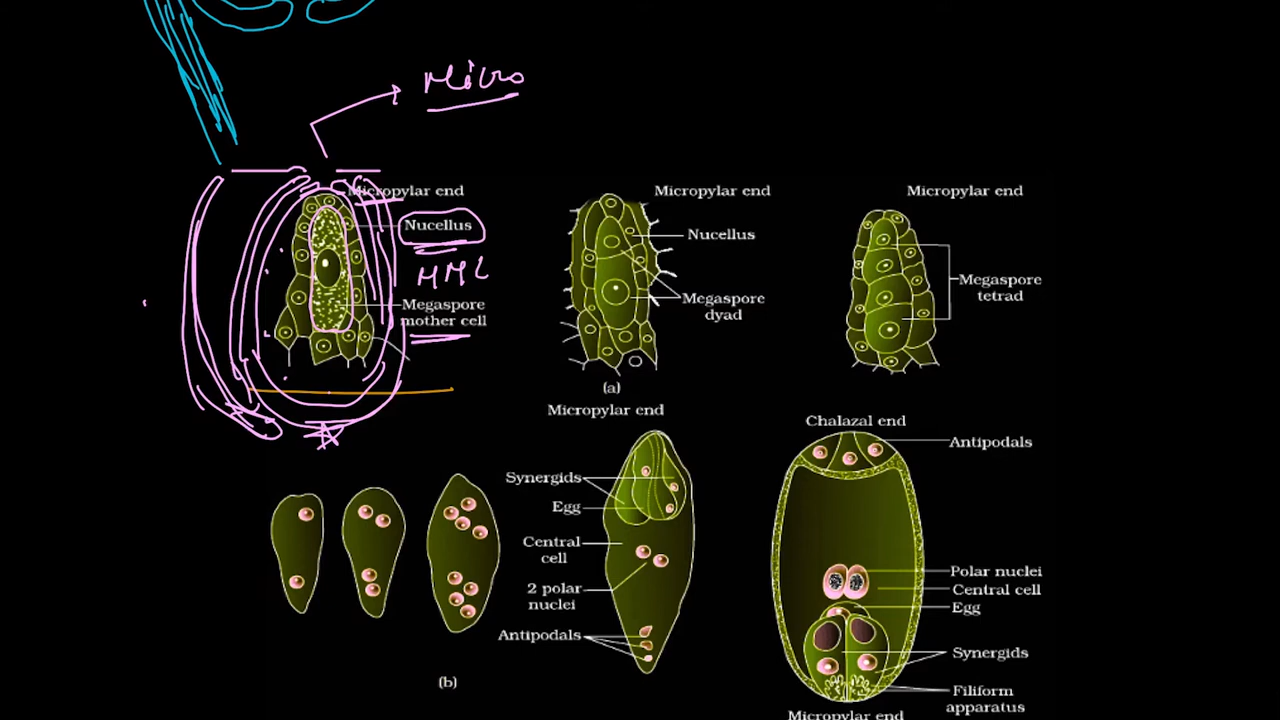 Micro
Micropylar end
Micropylar end
Micropylar end
Nucellus
Nucellus
MMC
Megaspore
mother cell
Megaspore
dyad
Megaspore
tetrad
(a)
Micropylar end
Chalazal end
Antipodals
Synergids
Egg
Central
cell
2 polar
nuclei
Antipodals
Polar nuclei
Central cell
Egg
Synergids
Filiform
apparatus
(b)
Micropylar end